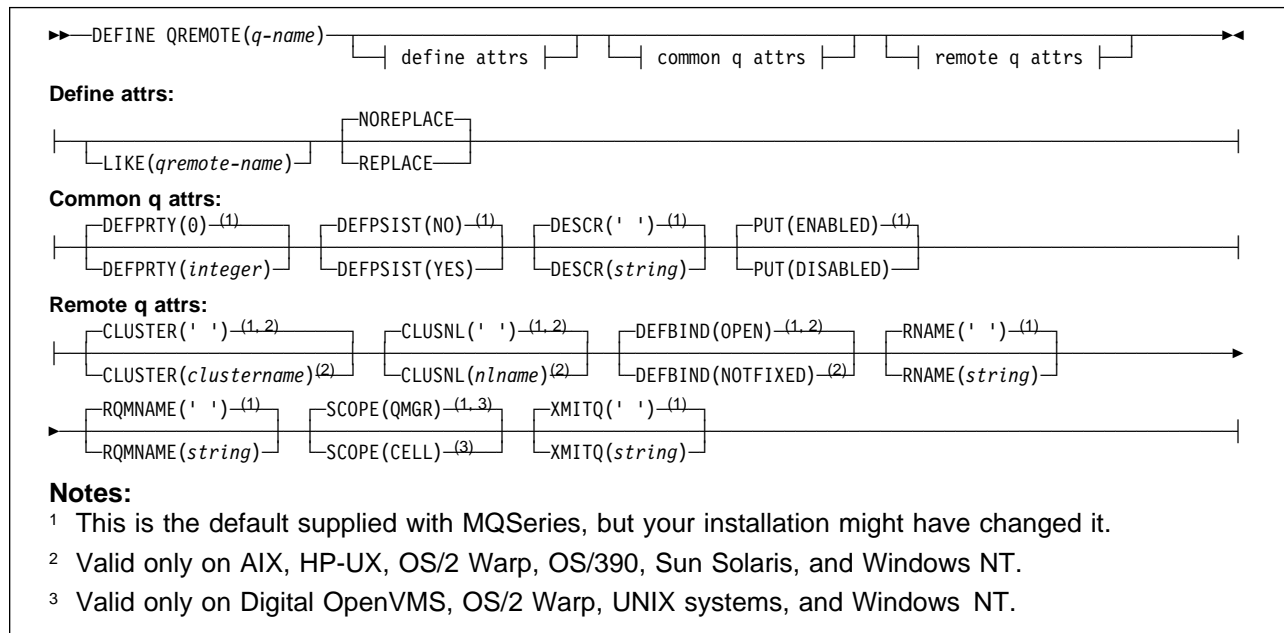 DEFINE QREMOTE(q-name)
define attrs common q attrs remote q attrs
Define attrs:
NOREPLACE
LIKE(qremote-name) REPLACE
Common q attrs:
DEFPRTY(0) (1) DEFPSIST(NO) (1) DESCR(' ') (1) PUT(ENABLED) (1)
DEFPRTY(integer) DEFPSIST(YES) DESCR(string) PUT(DISABLED)
Remote q attrs:
CLUSTER(' ') (1, 2) CLUSNL(' ') (1, 2) DEFBIND(OPEN) (1, 2) RNAME(' ') (1)
CLUSTER(clustername) (2) CLUSNL(nlname) (2) DEFBIND(NOTFIXED) (2) RNAME(string)
RQMNAME(' ') (1) SCOPE(QMGR) (1, 3) XMITQ(' ') (1)
RQMNAME(string) SCOPE(CELL) (3) XMITQ(string)
Notes:
1 This is the default supplied with MQSeries, but your installation might have changed it.
2 Valid only on AIX, HP-UX, OS/2 Warp, OS/390, Sun Solaris, and Windows NT.
3 Valid only on Digital OpenVMS, OS/2 Warp, UNIX systems, and Windows NT.